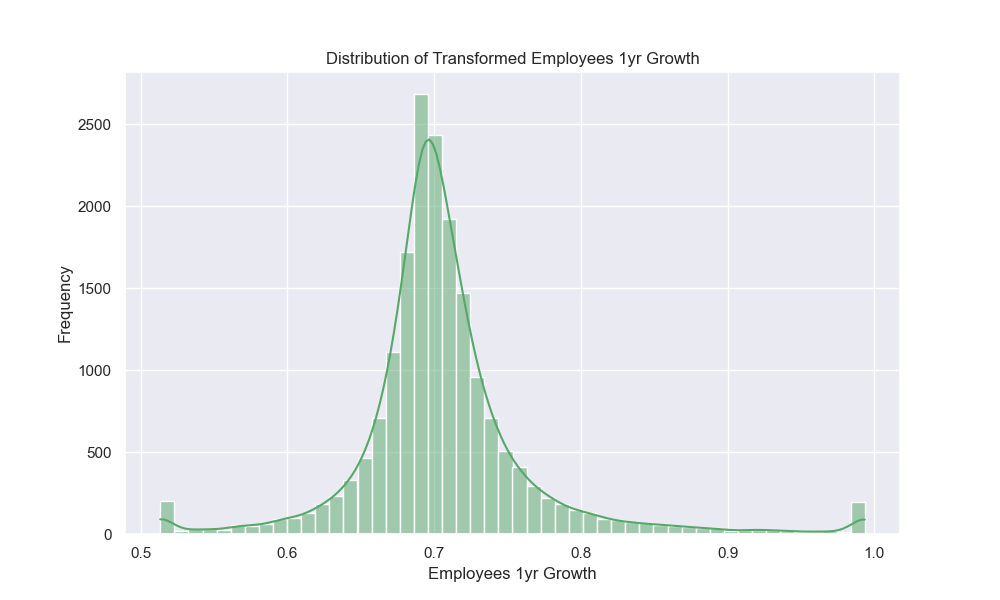 Distribution of Transformed Employees 1yr Growth
2500
2000
1500
1000
500
0
Frequency
0.5 0.6 0.7 0.8 0.9 1.0
Employees 1yr Growth